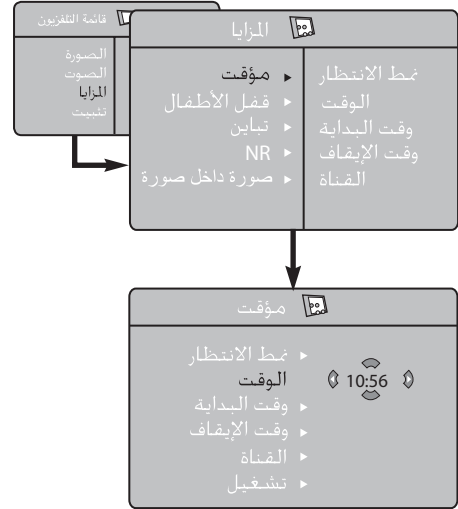 قائمة التلفزيون
الصورة
الصوت
المزايا
تثبيت
المزايا
مؤقت
قفل الأطفال
تباين
NR
صورة داخل صورة
نمط الانتظار
الوقت
وقت البداية
وقت الإيقاف
القناة
مؤقت
نمط الانتظار
الوقت
وقت البداية
وقت الإيقاف
القناة
تشغيل
10:56